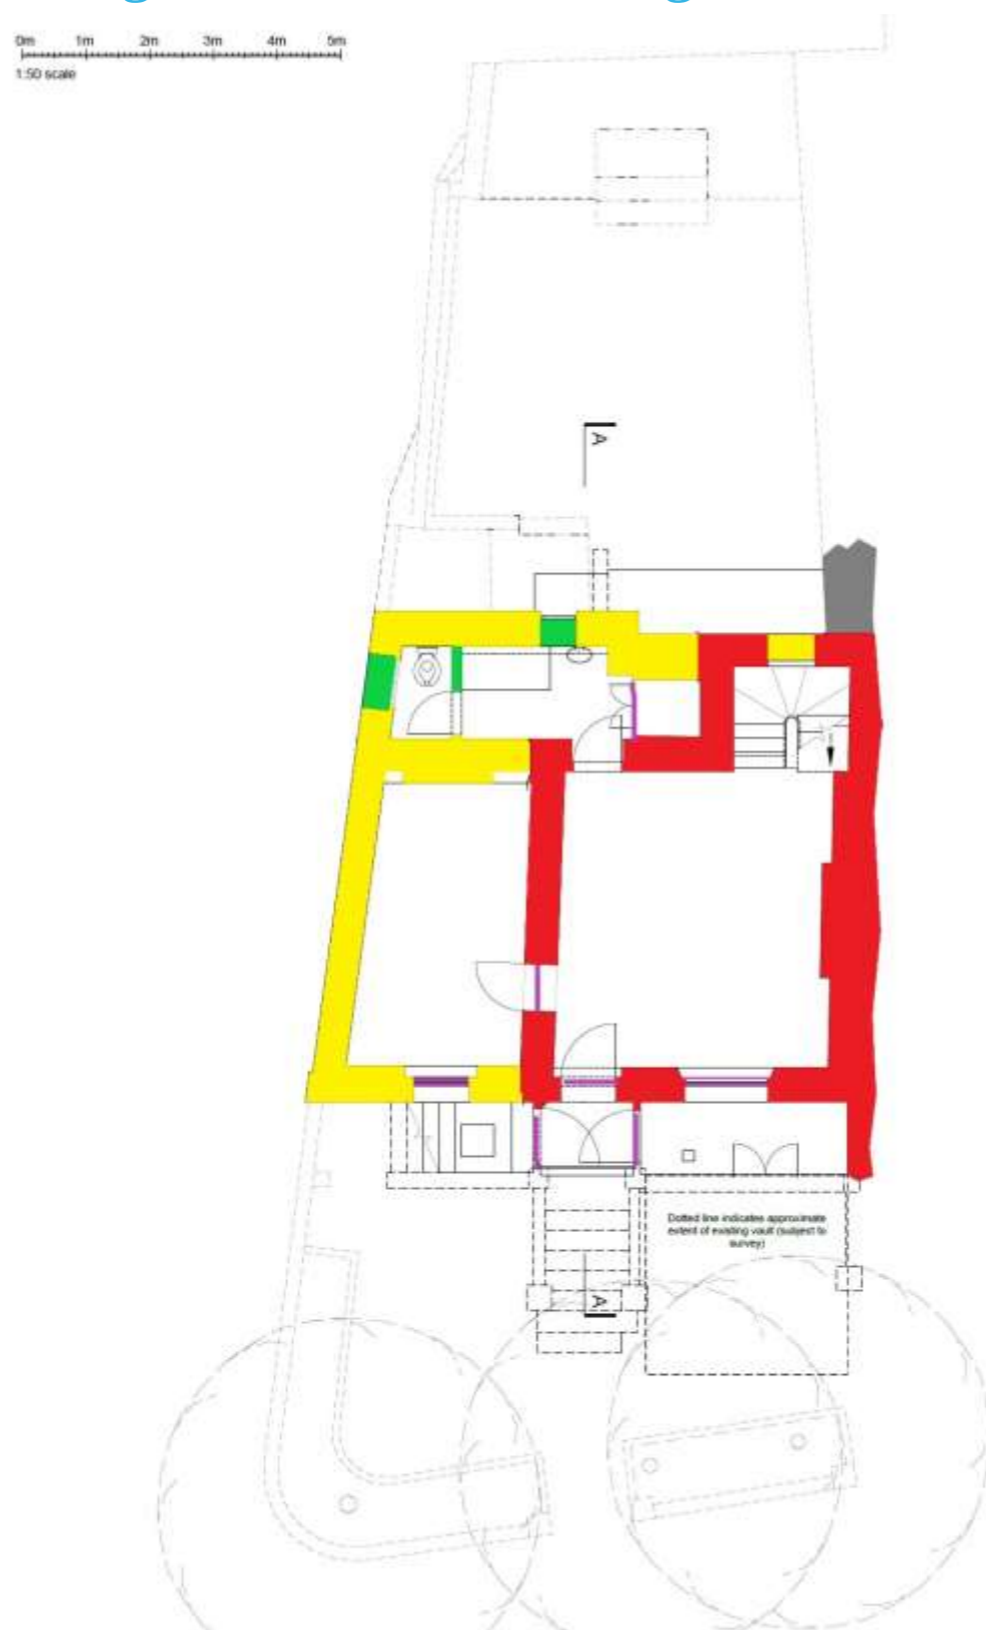 0m 1m 2m 3m 4m 5m
1:50 scale
A
Dotted line indicates approximate
extent of existing vault (subject to
survey)
A